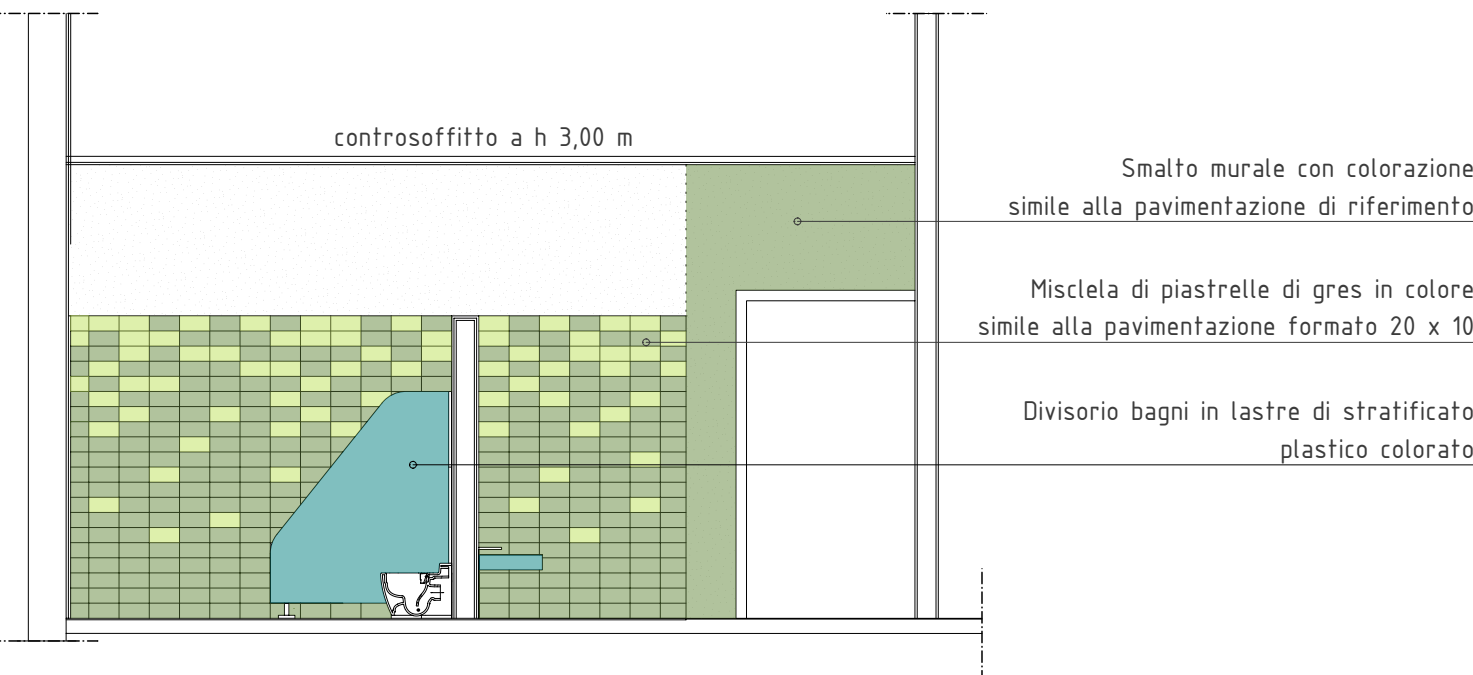 controsoffitto a h 3,00 m
Smalto murale con colorazione
simile alla pavimentazione di riferimento
Misclela di piastrelle di gres in colore
simile alla pavimentazione formato 20 x 10
Divisorio bagni in lastre di stratificato
plastico colorato